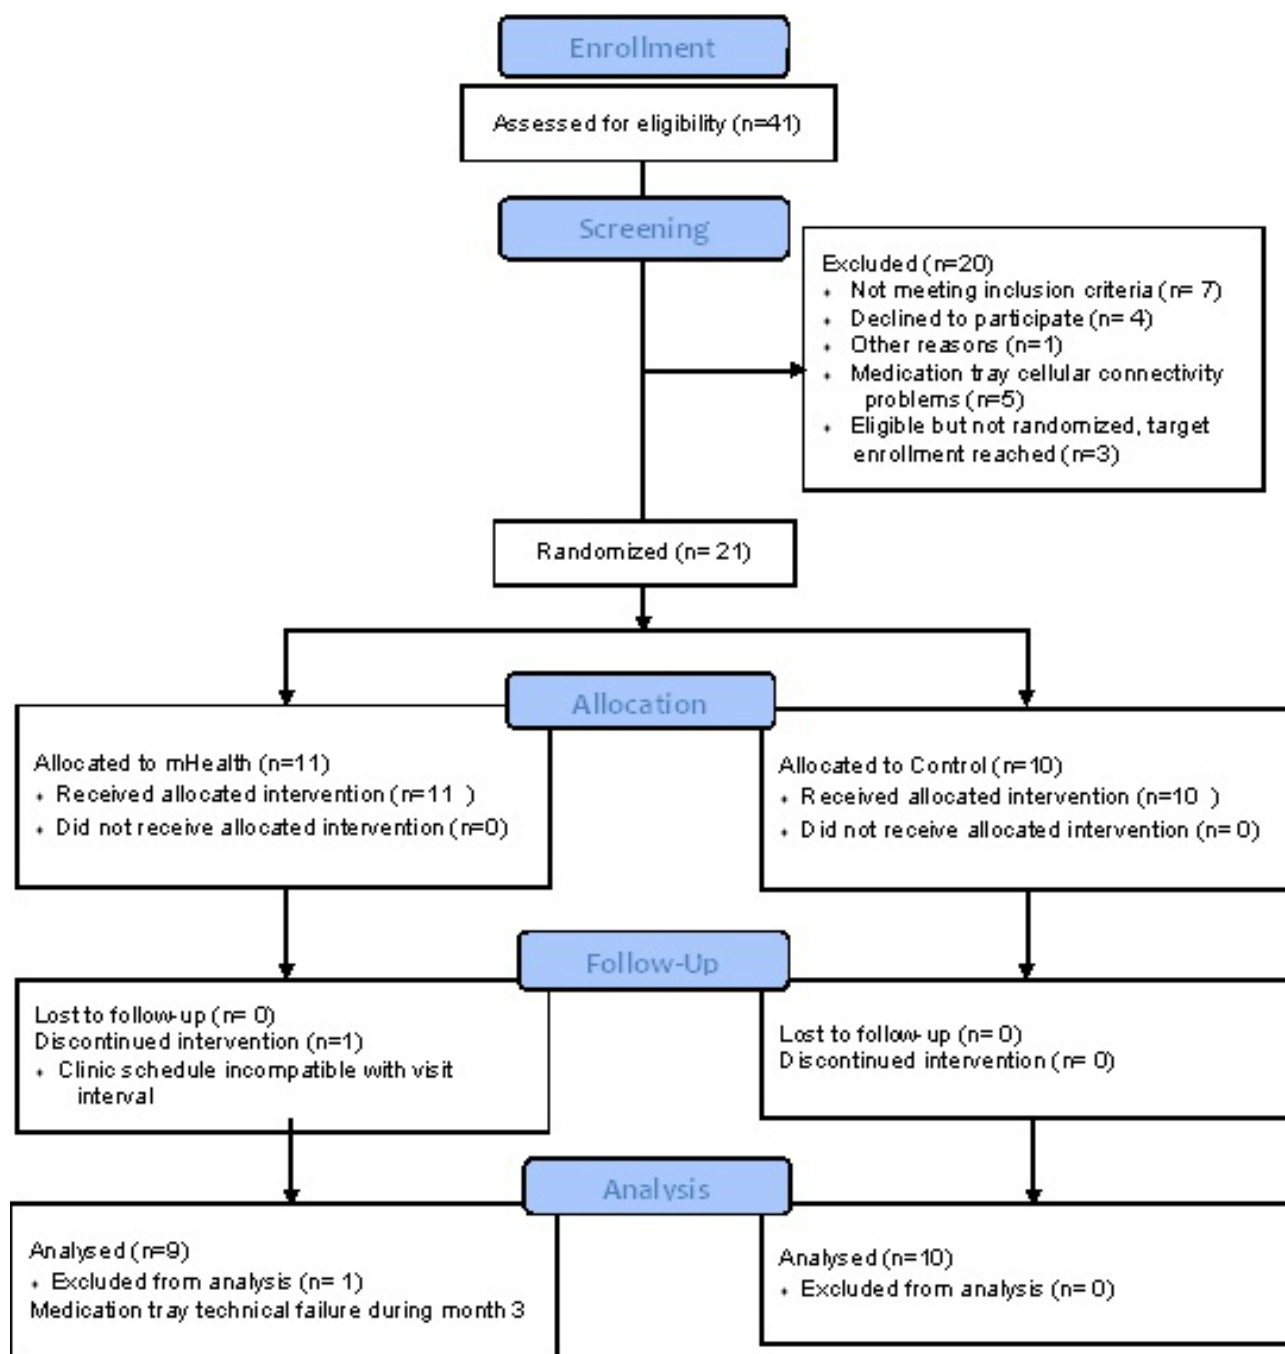 Enrollment
Assessed for eligibility (n=41)
Screening
Excluded (n=20)
⬧ Not meeting inclusion criteria (n= 7)
⬧ Declined to participate (n= 4)
⬧ Other reasons (n=1)
⬧ Medication tray cellular connectivity
problems (n=5)
⬧ Eligible but not randomized, target
enrollment reached (n=3)
Randomized (n= 21)
Allocation
Allocated to mHealth (n=11)
⬧ Received allocated intervention (n=11 )
⬧ Did not receive allocated intervention (n=0)
Allocated to Control (n=10)
⬧ Received allocated intervention (n=10 )
⬧ Did not receive allocated intervention (n= 0)
Follow-Up
Lost to follow-up (n= 0)
Discontinued intervention (n=1)
⬧ Clinic schedule incompatible with visit
interval
Lost to follow-up (n= 0)
Discontinued intervention (n= 0)
Analysis
Analysed (n=9)
⬧ Excluded from analysis (n= 1)
Medication tray technical failure during month 3
Analysed (n=10)
⬧ Excluded from analysis (n= 0)